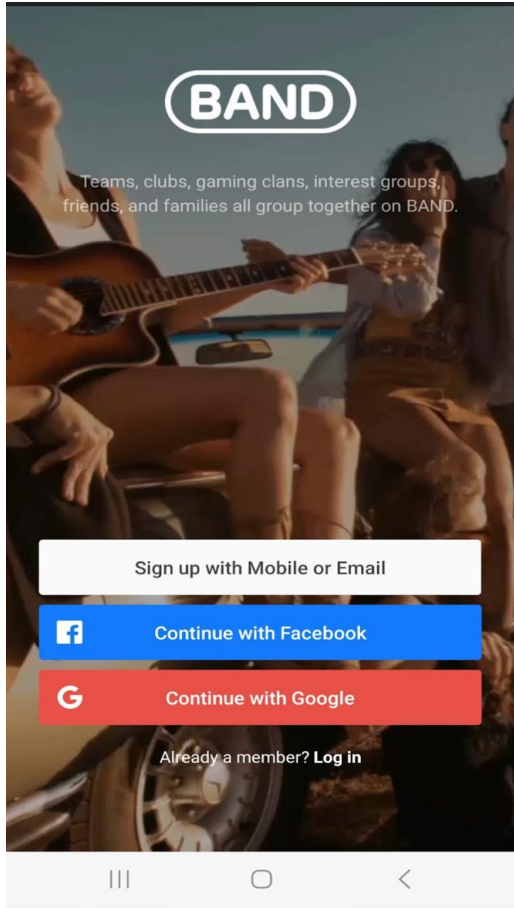 BAND
Teams, clubs, gaming clans, interest groups,
friends, and families all group together on BAND.
Sign up with Mobile or Email
Continue with Facebook
Continue with Google
Already a member? Log in